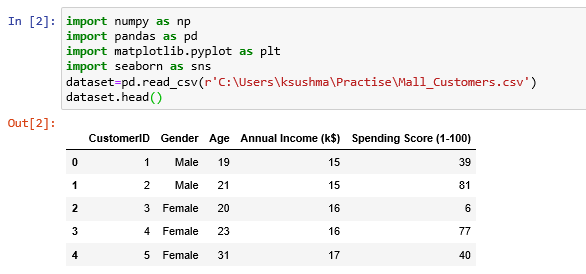 In [2]: import numpy as np
import pandas as pd
import matplotlib.pyplot as plt
import seaborn as sns
dataset=pd.read_csv(r'C:\Users\ksushma\Practise\Mall_Customers.csv')
dataset.head()
Out[2]:
CustomerID Gender Age Annual Income (k$) Spending Score (1-100)
0 1 Male 19 15 39
1 2 Male 21 15 81
2 3 Female 20 16 6
3 4 Female 23 16 77
4 5 Female 31 17 40